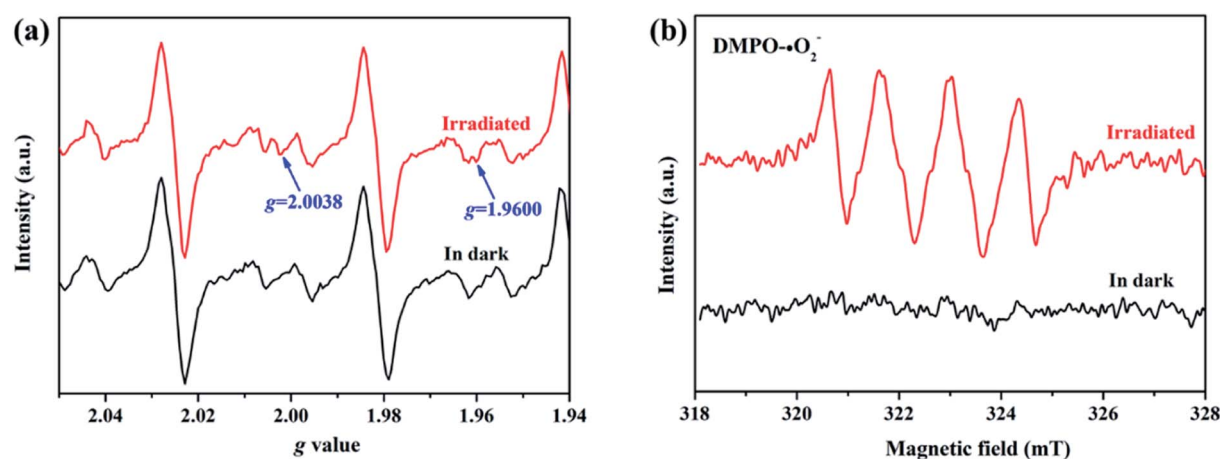 (a)
Intensity (a.u.)
Irradiated
g=2.0038
g=1.9600
In dark
2.04 2.02 2.00 1.98 1.96 1.94
g value
(b)
DMPO-•O₂⁻
Intensity (a.u.)
Irradiated
In dark
318 320 322 324 326 328
Magnetic field (mT)